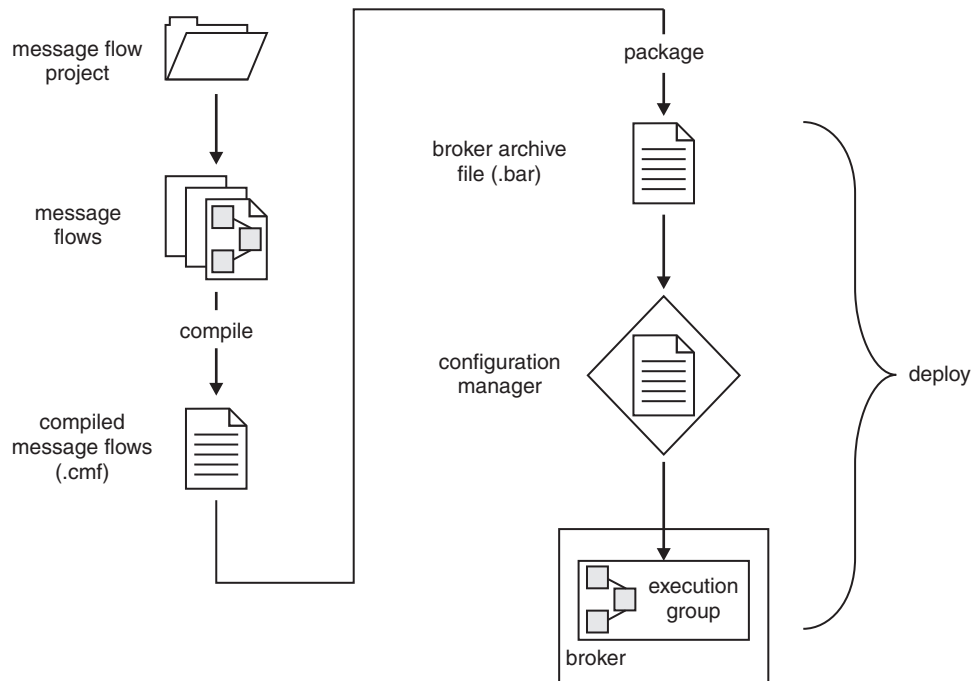 message flow
project
message
flows
compile
compiled
message flows
(.cmf)
package
broker archive
file (.bar)
configuration
manager
execution
group
broker
deploy